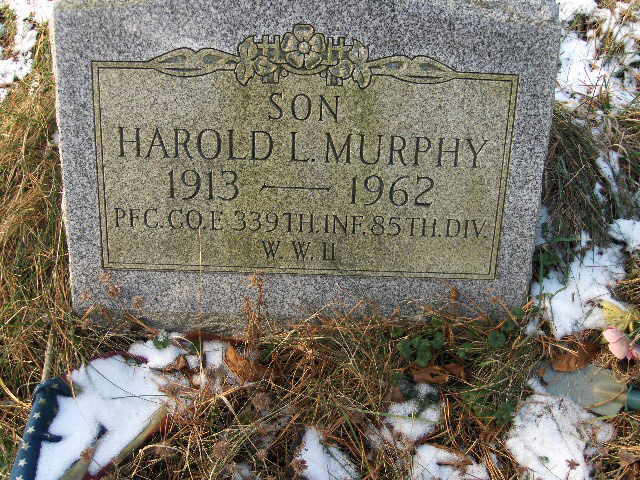 SON
HAROLD L. MURPHY
1913 — 1962
PFC. CO. E 339TH. INF. 85TH. DIV.
W. W. II